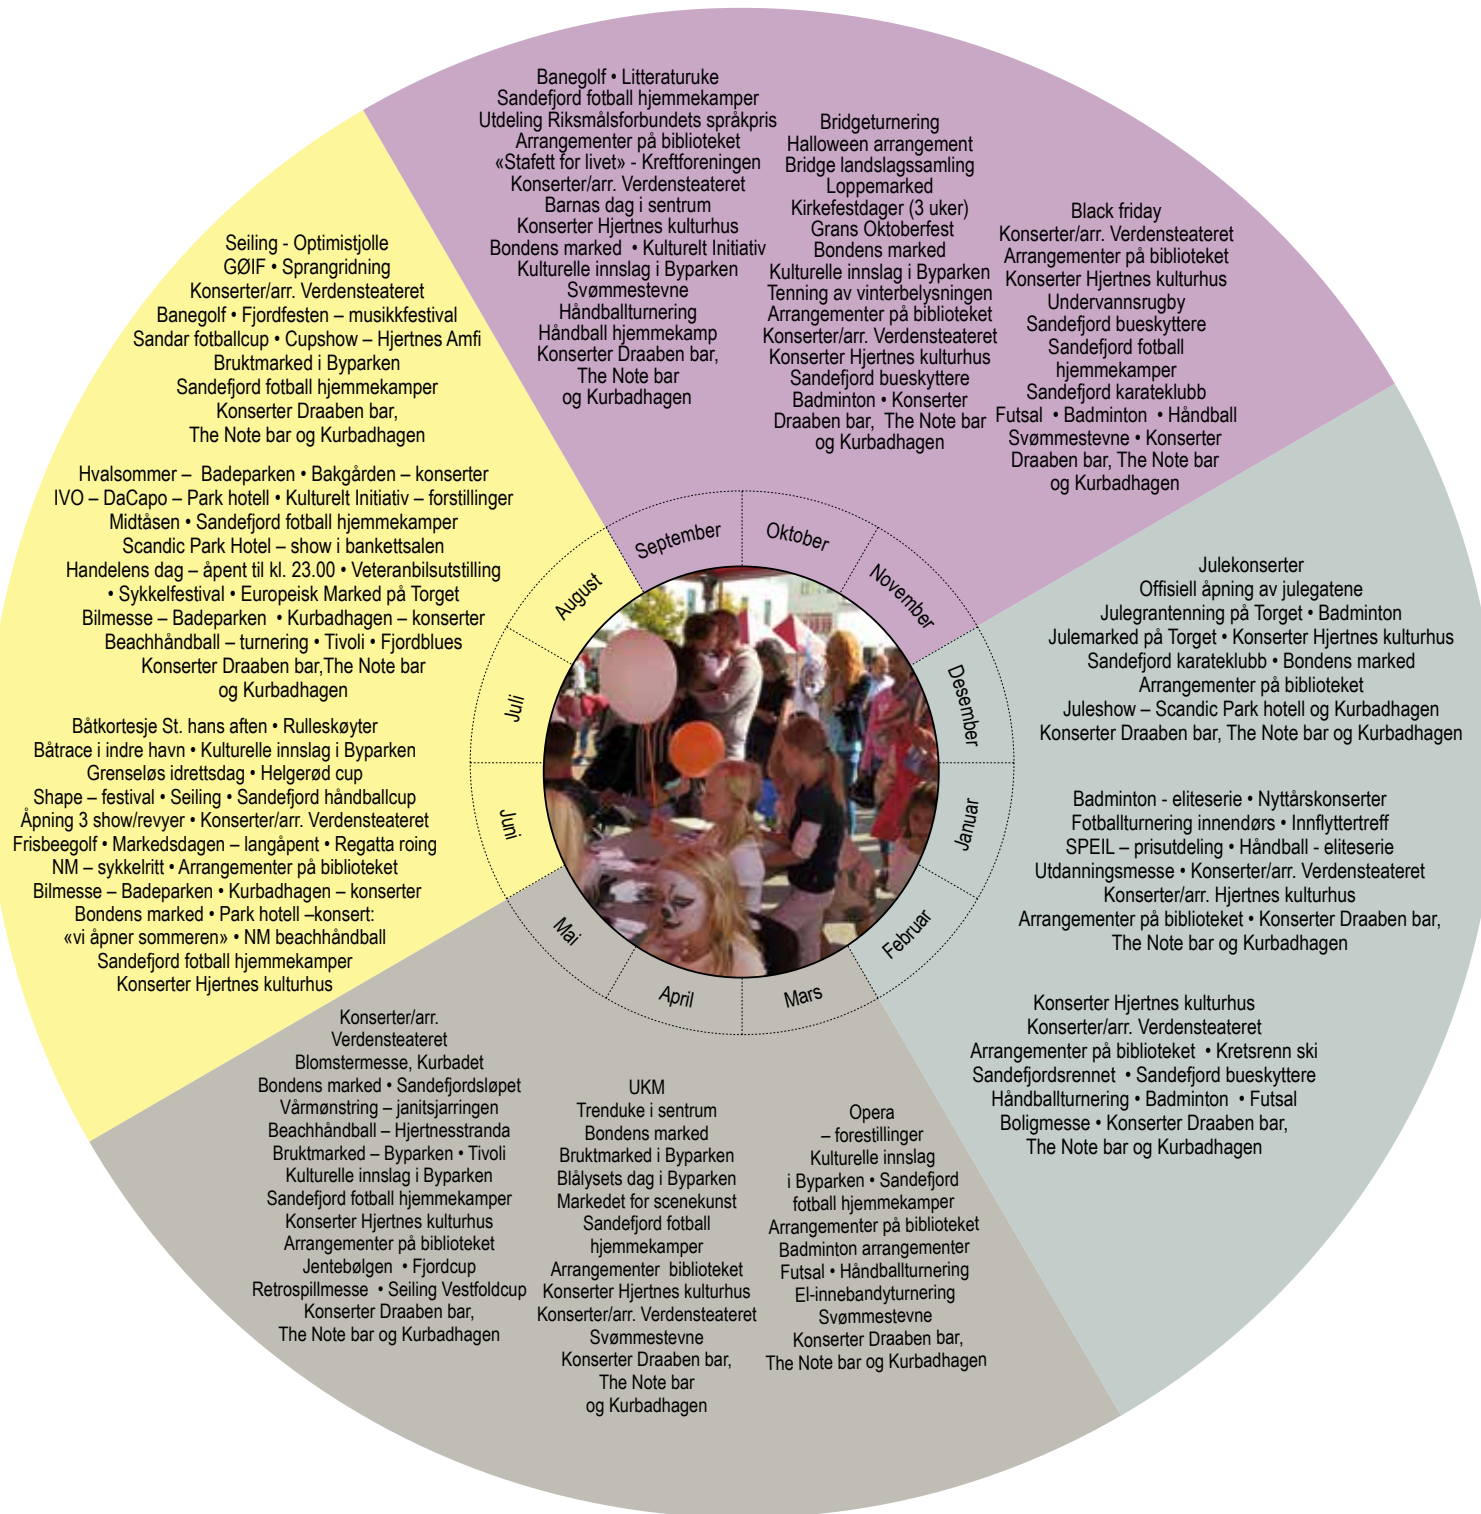 Banegolf • Litteraturuke
Sandefjord fotball hjemmekamper
Utdeling Riksmålsforbundets språkpris
Arrangementer på biblioteket
«Stafett for livet» - Kreftforeningen
Konserter/arr. Verdensteateret
Barnas dag i sentrum
Konserter Hjertnes kulturhus
Bondens marked • Kulturelt Initiativ
Kulturelle innslag i Byparken
Svømmestevne
Håndballturnering
Håndball hjemmekamp
Konserter Draaben bar,
The Note bar
og Kurbadhagen
Bridgeturnering
Halloween arrangement
Bridge landslagssamling
Loppemarked
Kirkefestdager (3 uker)
Grans Oktoberfest
Bondens marked
Kulturelle innslag i Byparken
Tenning av vinterbelysningen
Arrangementer på biblioteket
Konserter/arr. Verdensteateret
Konserter Hjertnes kulturhus
Sandefjord bueskyttere
Badminton • Konserter
Draaben bar, The Note bar
og Kurbadhagen
Black friday
Konserter/arr. Verdensteateret
Arrangementer på biblioteket
Konserter Hjertnes kulturhus
Undervannsrugby
Sandefjord bueskyttere
Sandefjord fotball
hjemmekamper
Sandefjord karateklubb
Futsal • Badminton • Håndball
Svømmestevne • Konserter
Draaben bar, The Note bar
og Kurbadhagen
Seiling - Optimistjolle
GØIF • Sprangridning
Konserter/arr. Verdensteateret
Banegolf • Fjordfesten – musikkfestival
Sandar fotballcup • Cupshow – Hjertnes Amfi
Bruktmarked i Byparken
Sandefjord fotball hjemmekamper
Konserter Draaben bar,
The Note bar og Kurbadhagen
Hvalsommer – Badeparken • Bakgården – konserter
IVO – DaCapo – Park hotell • Kulturelt Initiativ – forstillinger
Midtåsen • Sandefjord fotball hjemmekamper
Scandic Park Hotel – show i bankettsalen
Handelens dag – åpent til kl. 23.00 • Veteranbilsutstilling
• Sykkelfestival • Europeisk Marked på Torget
Bilmesse – Badeparken • Kurbadhagen – konserter
Beachhåndball – turnering • Tivoli • Fjordblues
Konserter Draaben bar,The Note bar
og Kurbadhagen
Båtkortesje St. hans aften • Rulleskøyter
Båtrace i indre havn • Kulturelle innslag i Byparken
Grenseløs idrettsdag • Helgerød cup
Shape – festival • Seiling • Sandefjord håndballcup
Åpning 3 show/revyer • Konserter/arr. Verdensteateret
Frisbeegolf • Markedsdagen – langåpent • Regatta roing
NM – sykkelritt • Arrangementer på biblioteket
Bilmesse – Badeparken • Kurbadhagen – konserter
Bondens marked • Park hotell –konsert:
«vi åpner sommeren» • NM beachhåndball
Sandefjord fotball hjemmekamper
Konserter Hjertnes kulturhus
September
Oktober
November
Desember
Januar
Februar
Mars
April
Mai
Juni
Juli
August
Julekonserter
Offisiell åpning av julegatene
Julegrantenning på Torget • Badminton
Julemarked på Torget • Konserter Hjertnes kulturhus
Sandefjord karateklubb • Bondens marked
Arrangementer på biblioteket
Juleshow – Scandic Park hotell og Kurbadhagen
Konserter Draaben bar, The Note bar og Kurbadhagen
Badminton - eliteserie • Nyttårskonserter
Fotballturnering innendørs • Innflyttertreff
SPEIL – prisutdeling • Håndball - eliteserie
Utdanningsmesse • Konserter/arr. Verdensteateret
Konserter/arr. Hjertnes kulturhus
Arrangementer på biblioteket • Konserter Draaben bar,
The Note bar og Kurbadhagen
Konserter Hjertnes kulturhus
Konserter/arr. Verdensteateret
Arrangementer på biblioteket • Kretsrenn ski
Sandefjordsrennet • Sandefjord bueskyttere
Håndballturnering • Badminton • Futsal
Boligmesse • Konserter Draaben bar,
The Note bar og Kurbadhagen
Konserter/arr.
Verdensteateret
Blomstermesse, Kurbadet
Bondens marked • Sandefjordsløpet
Vårmønstring – janitsjarringen
Beachhåndball – Hjertnesstranda
Bruktmarked – Byparken • Tivoli
Kulturelle innslag i Byparken
Sandefjord fotball hjemmekamper
Konserter Hjertnes kulturhus
Arrangementer på biblioteket
Jentebølgen • Fjordcup
Retrospillmesse • Seiling Vestfoldcup
Konserter Draaben bar,
The Note bar og Kurbadhagen
UKM
Trenduke i sentrum
Bondens marked
Bruktmarked i Byparken
Blålysets dag i Byparken
Markedet for scenekunst
Sandefjord fotball
hjemmekamper
Arrangementer biblioteket
Konserter Hjertnes kulturhus
Konserter/arr. Verdensteateret
Svømmestevne
Konserter Draaben bar,
The Note bar
og Kurbadhagen
Opera
– forestillinger
Kulturelle innslag
i Byparken • Sandefjord
fotball hjemmekamper
Arrangementer på biblioteket
Badminton arrangementer
Futsal • Håndballturnering
El-innebandyturnering
Svømmestevne
Konserter Draaben bar,
The Note bar og Kurbadhagen